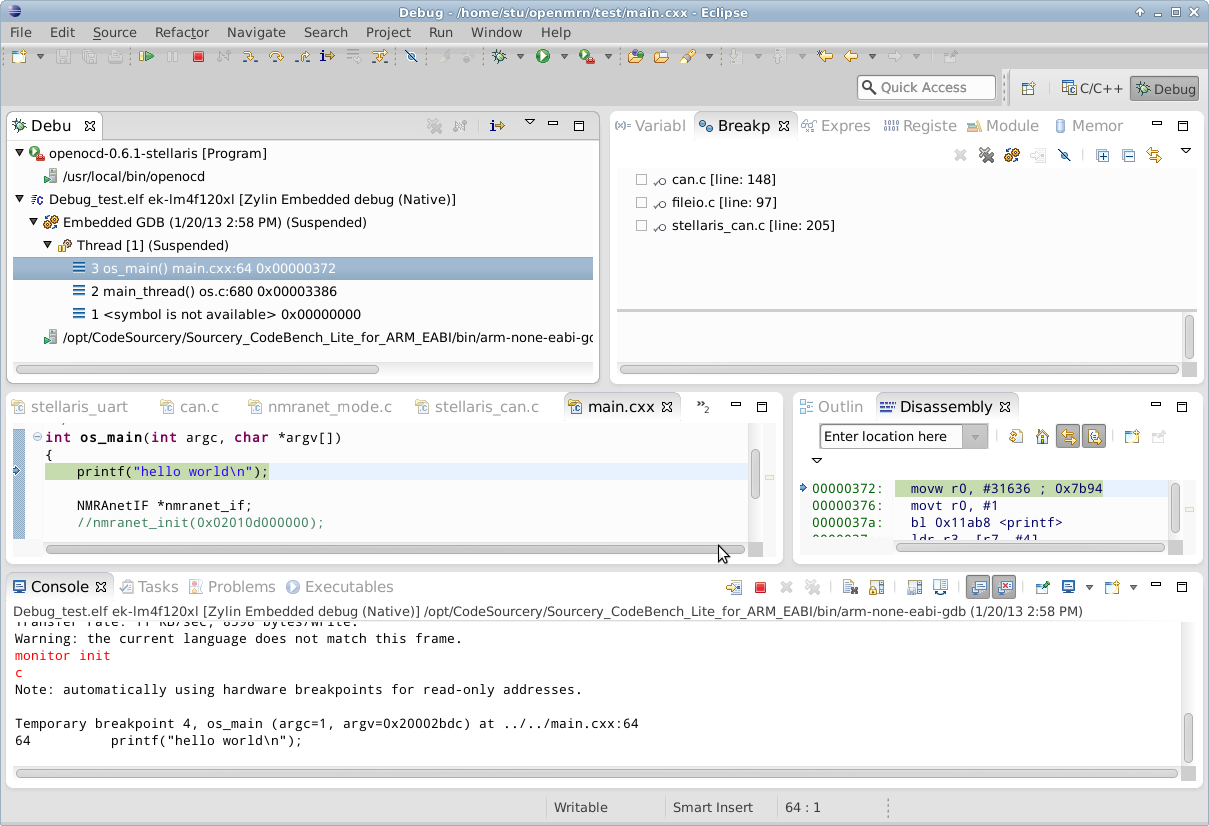 Debug - /home/stu/openmrn/test/main.cxx - Eclipse
File Edit Source Refactor Navigate Search Project Run Window Help
Quick Access C/C++ Debug
Debu
openocd-0.6.1-stellaris [Program]
/usr/local/bin/openocd
Debug_test.elf ek-lm4f120xl [Zylin Embedded debug (Native)]
Embedded GDB (1/20/13 2:58 PM) (Suspended)
Thread [1] (Suspended)
3 os_main() main.cxx:64 0x00000372
2 main_thread() os.c:680 0x00003386
1 <symbol is not available> 0x00000000
/opt/CodeSourcery/Sourcery_CodeBench_Lite_for_ARM_EABI/bin/arm-none-eabi-gd
(x)= Variabl Breakp Expres Registe Module Memor
can.c [line: 148]
fileio.c [line: 97]
stellaris_can.c [line: 205]
stellaris_uart can.c nmranet_mode.c stellaris_can.c main.cxx »2
int os_main(int argc, char *argv[])
{
printf("hello world\n");
NMRAnetIF *nmranet_if;
//nmranet_init(0x02010d000000);
Outlin Disassembly
Enter location here
00000372: movw r0, #31636 ; 0x7b94
00000376: movt r0, #1
0000037a: bl 0x11ab8 <printf>
ldr r3, [r7, #4]
Console Tasks Problems Executables
Debug_test.elf ek-lm4f120xl [Zylin Embedded debug (Native)] /opt/CodeSourcery/Sourcery_CodeBench_Lite_for_ARM_EABI/bin/arm-none-eabi-gdb (1/20/13 2:58 PM)
Transfer rate: 11 KB/sec, 8598 bytes/write.
Warning: the current language does not match this frame.
monitor init
c
Note: automatically using hardware breakpoints for read-only addresses.
Temporary breakpoint 4, os_main (argc=1, argv=0x20002bdc) at ../../main.cxx:64
64 printf("hello world\n");
Writable Smart Insert 64 : 1